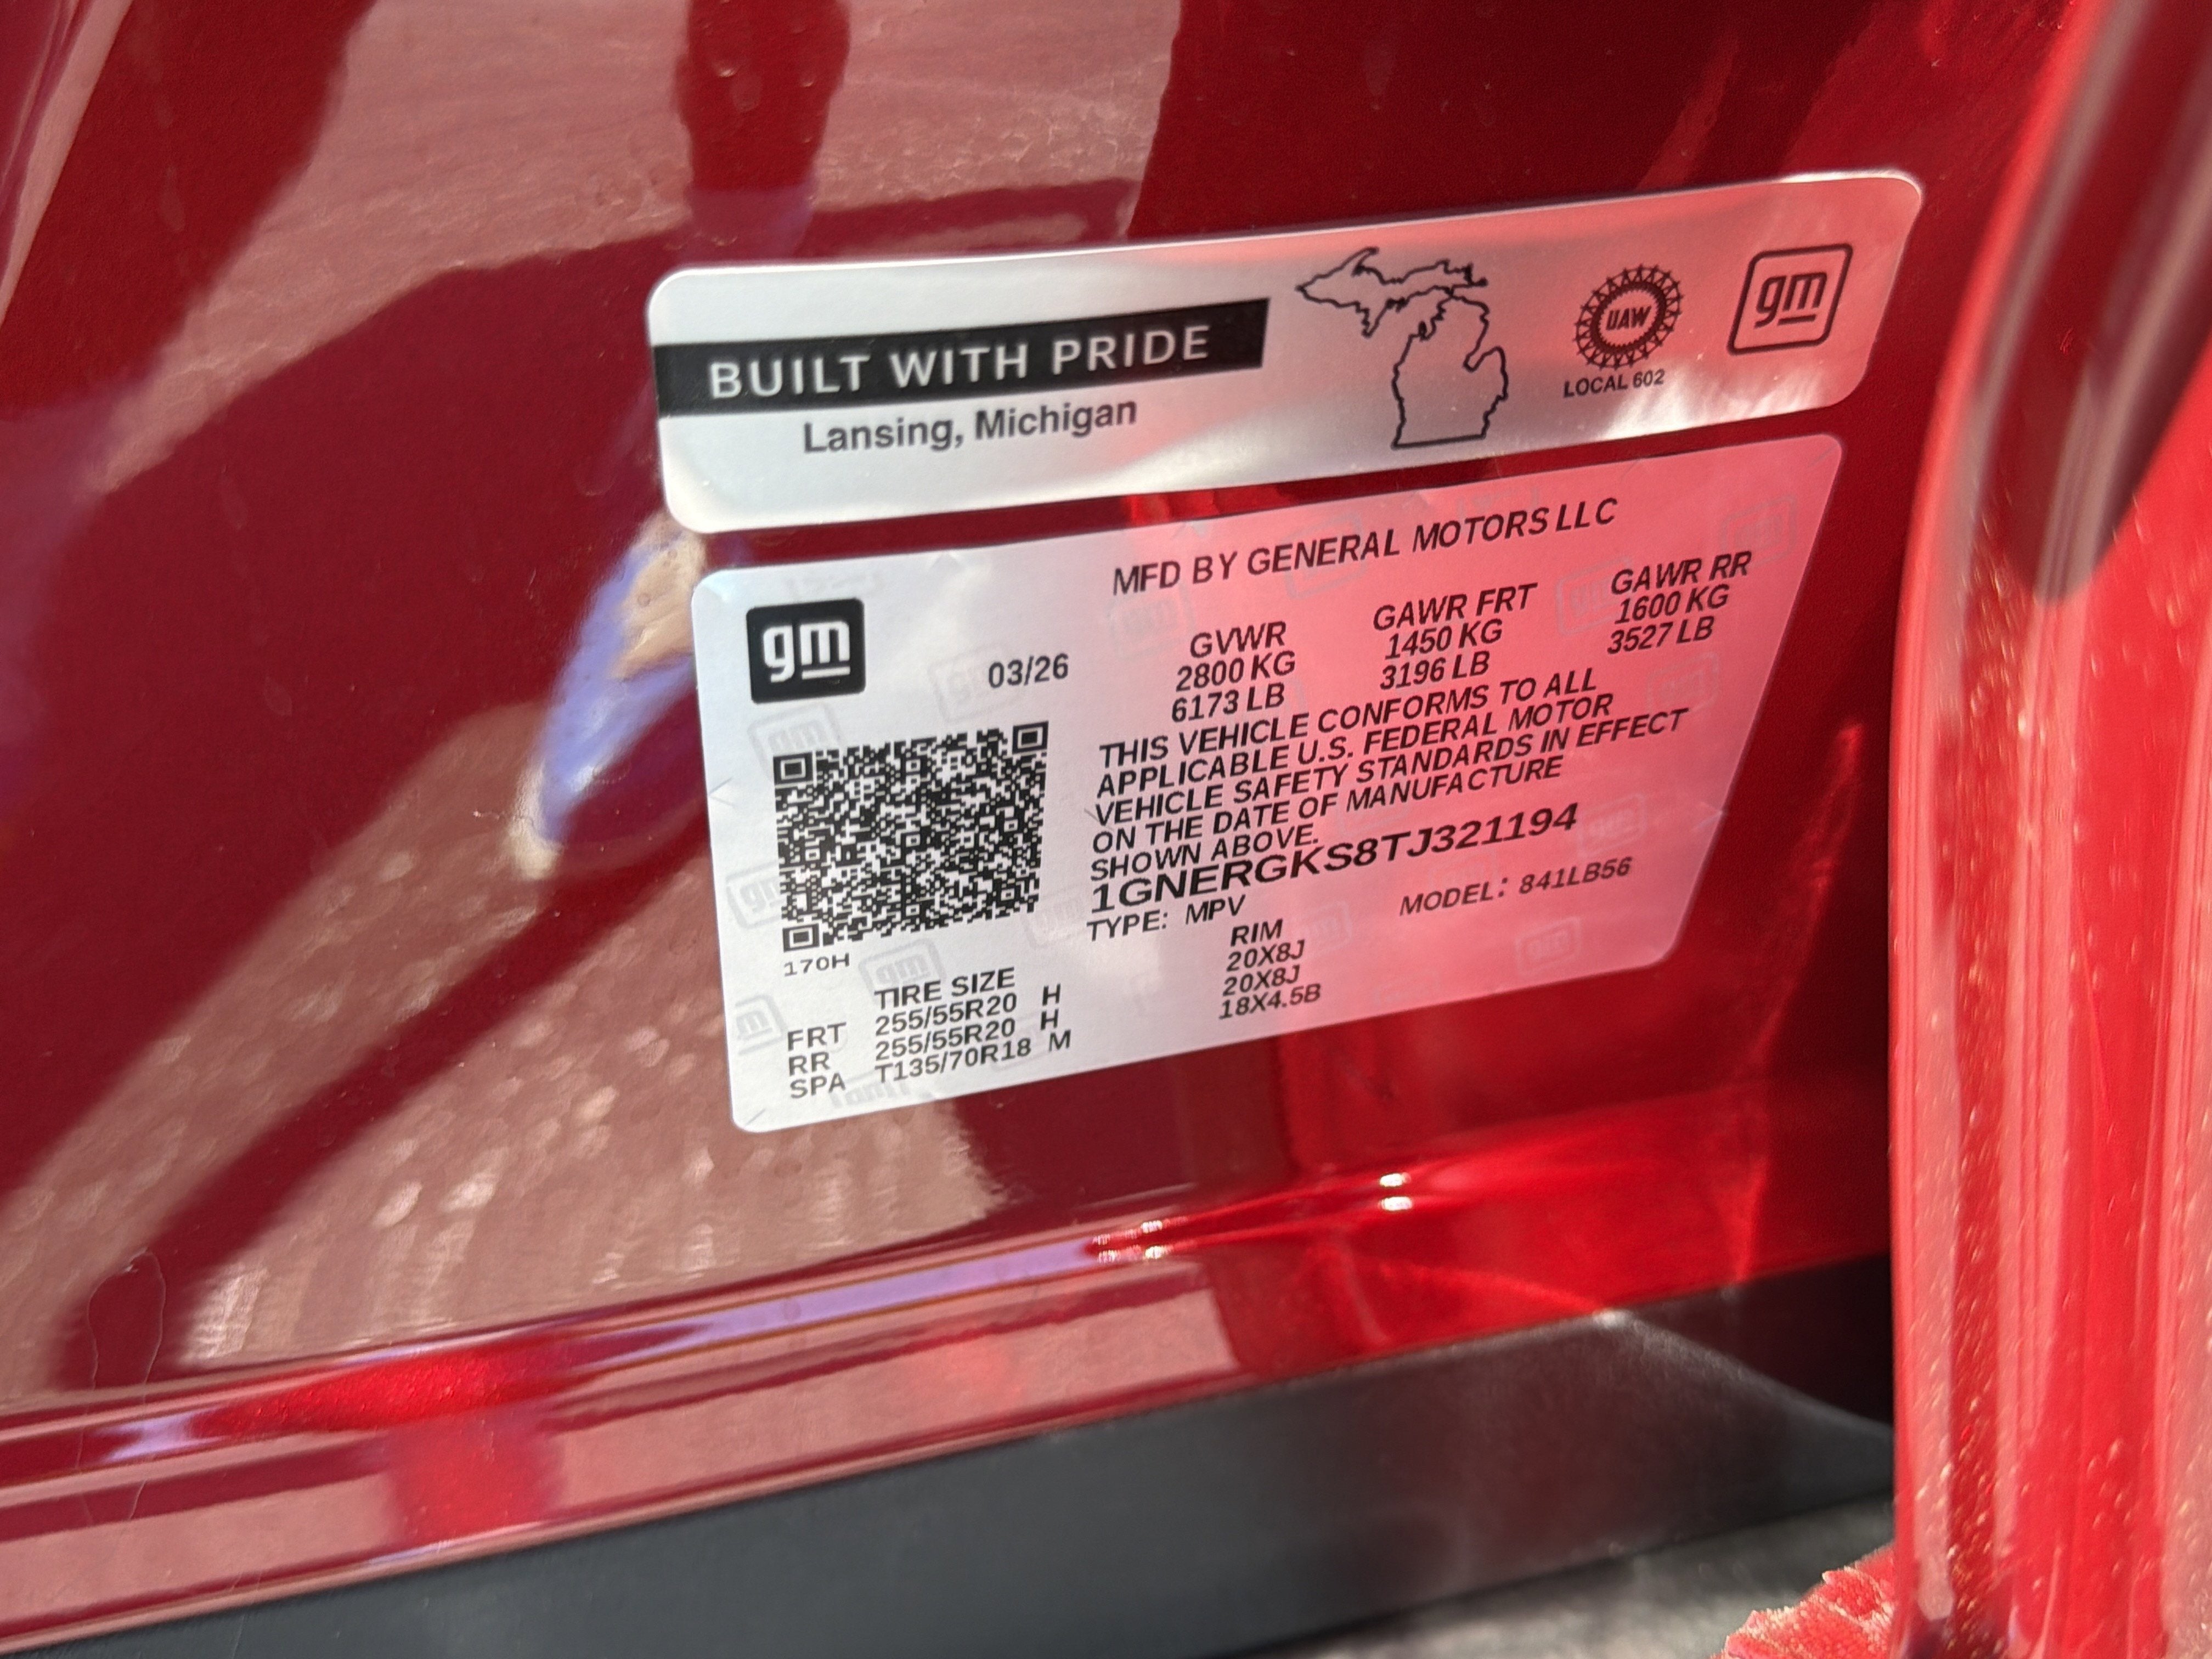 BUILT WITH PRIDE
Lansing, Michigan
UAW
LOCAL 602
gm
MFD BY GENERAL MOTORS LLC
gm
03/26
GVWR
2800 KG
6173 LB
GAWR FRT
1450 KG
3196 LB
GAWR RR
1600 KG
3527 LB
THIS VEHICLE CONFORMS TO ALL
APPLICABLE U.S. FEDERAL MOTOR
VEHICLE SAFETY STANDARDS IN EFFECT
ON THE DATE OF MANUFACTURE
SHOWN ABOVE.
1GNERGKS8TJ321194
TYPE: MPV MODEL: 841LB56
170H
TIRE SIZE RIM
FRT 255/55R20 H 20X8J
RR 255/55R20 H 20X8J
SPA T135/70R18 M 18X4.5B